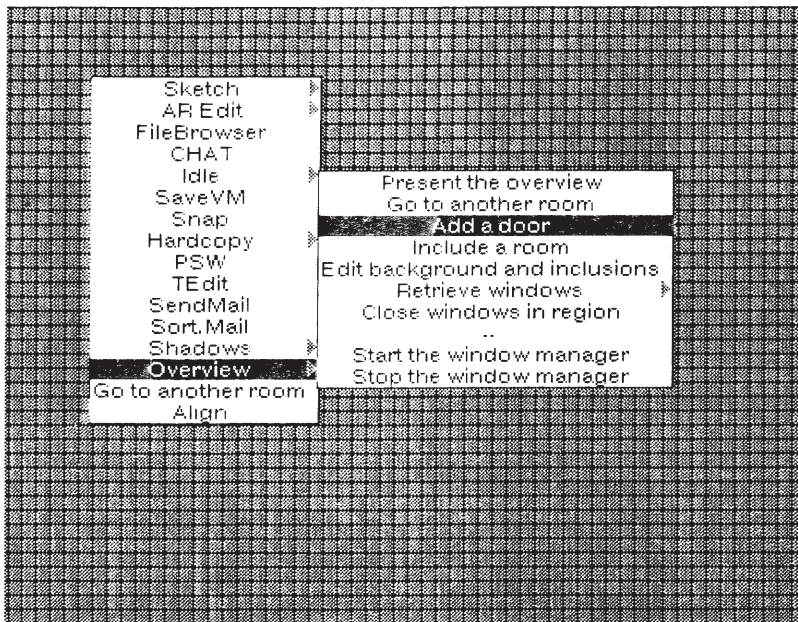 Sketch
AR Edit
FileBrowser
CHAT
Idle
SaveVM
Snap
Hardcopy
PSW
TEdit
SendMail
Sort.Mail
Shadows
Overview
Go to another room
Align
Present the overview
Go to another room
Add a door
Include a room
Edit background and inclusions
Retrieve windows
Close windows in region
--
Start the window manager
Stop the window manager